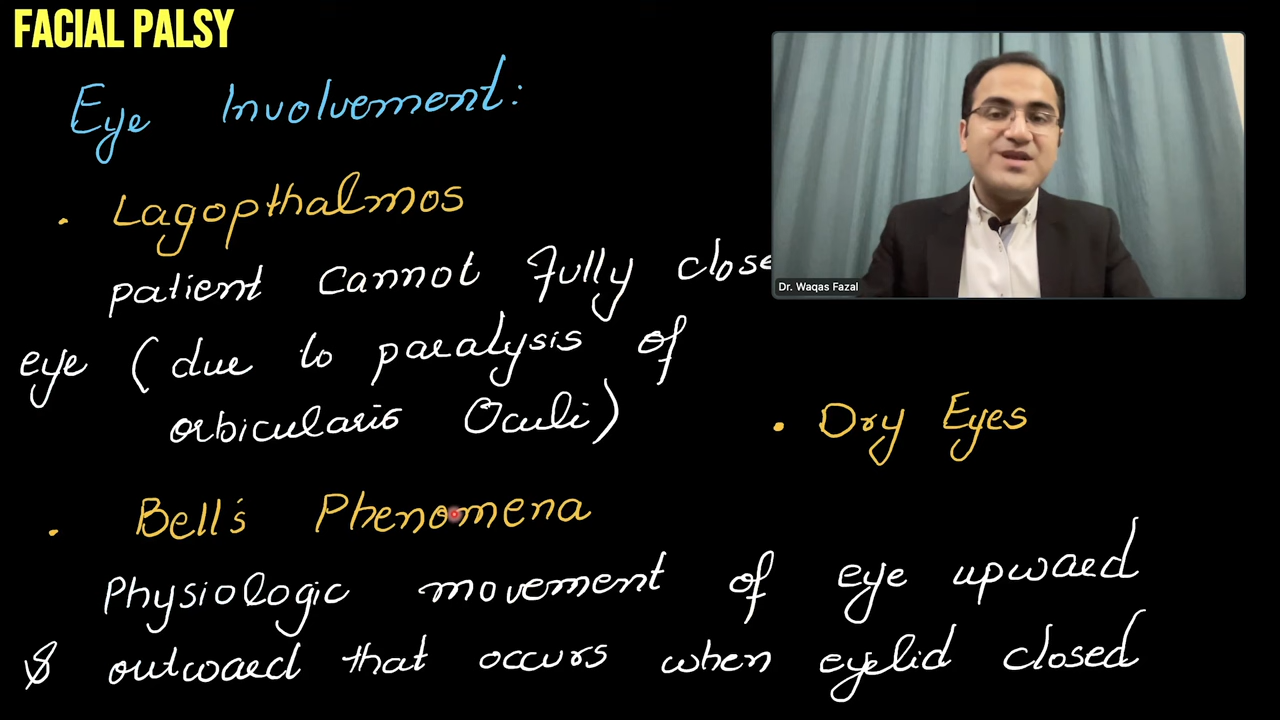 FACIAL PALSY
Eye Involvement:
• Lagopthalmos
patient cannot fully close
eye (due to paralysis of
orbicularis Oculi)
Dr. Waqas Fazal
• Dry Eyes
• Bell's Phenomena
Physiologic movement of eye upward
& outward that occurs when eyelid closed